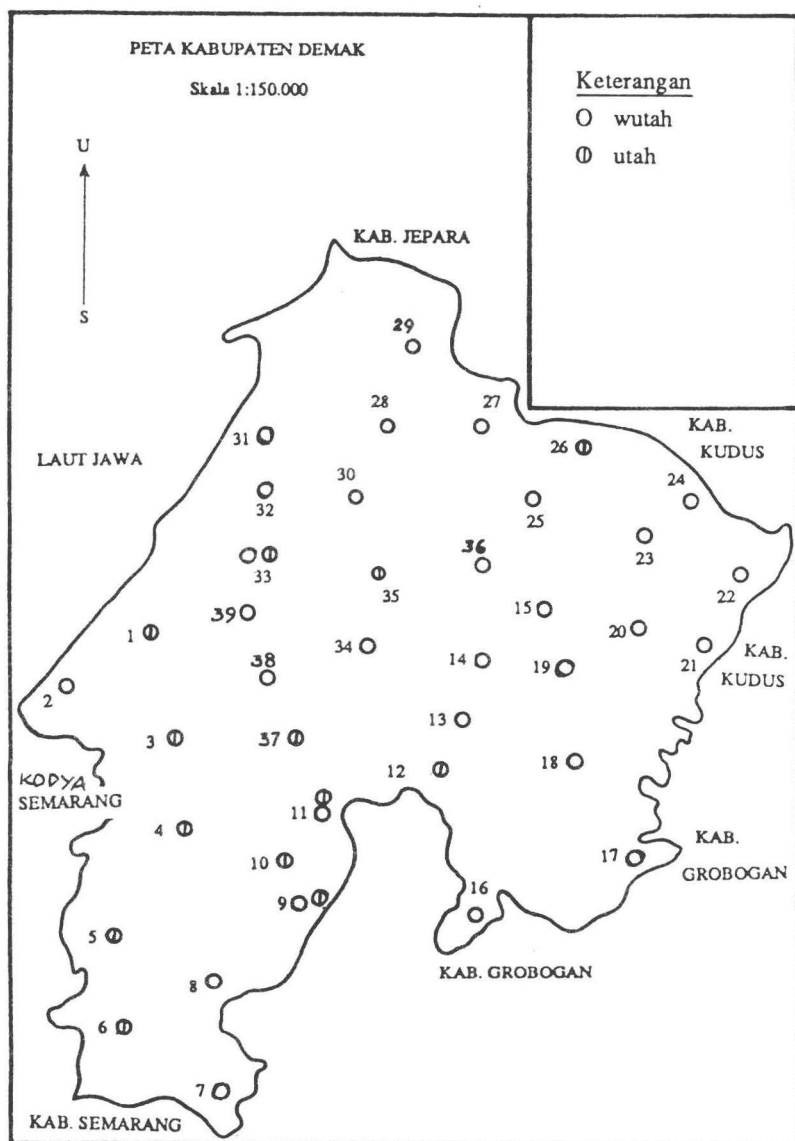 PETA KABUPATEN DEMAK
Skala 1:150.000
Keterangan
wutah
utah
U
S
KAB. JEPARA
29
28
27
KAB.
KUDUS
31
26
LAUT JAWA
30
24
32
25
23
36
33
35
22
39
15
1
20
34
14
21
KAB.
KUDUS
38
19
2
13
3
37
12
18
KODYA
SEMARANG
11
4
KAB.
GROBOGAN
17
10
9
16
5
KAB. GROBOGAN
8
6
7
KAB. SEMARANG